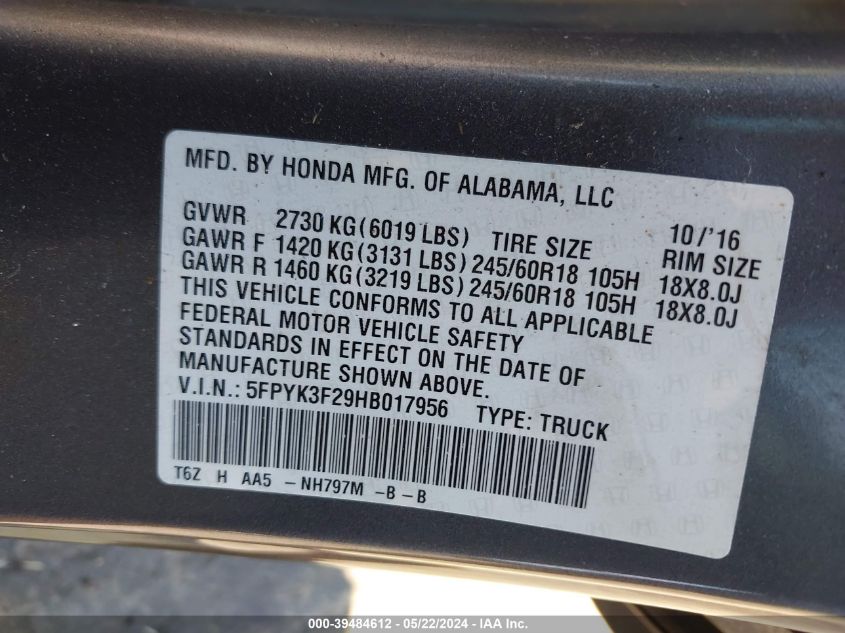 MFD. BY HONDA MFG. OF ALABAMA, LLC
GVWR 2730 KG(6019 LBS) TIRE SIZE 10/'16 RIM SIZE
GAWR F 1420 KG(3131 LBS) 245/60R18 105H 18X8.0J
GAWR R 1460 KG(3219 LBS) 245/60R18 105H 18X8.0J
THIS VEHICLE CONFORMS TO ALL APPLICABLE
FEDERAL MOTOR VEHICLE SAFETY
STANDARDS IN EFFECT ON THE DATE OF
MANUFACTURE SHOWN ABOVE.
V.I.N.: 5FPYK3F29HB017956 TYPE: TRUCK
T6Z H AA5 -NH797M -B-B
000-39484612 - 05/22/2024 - IAA Inc.